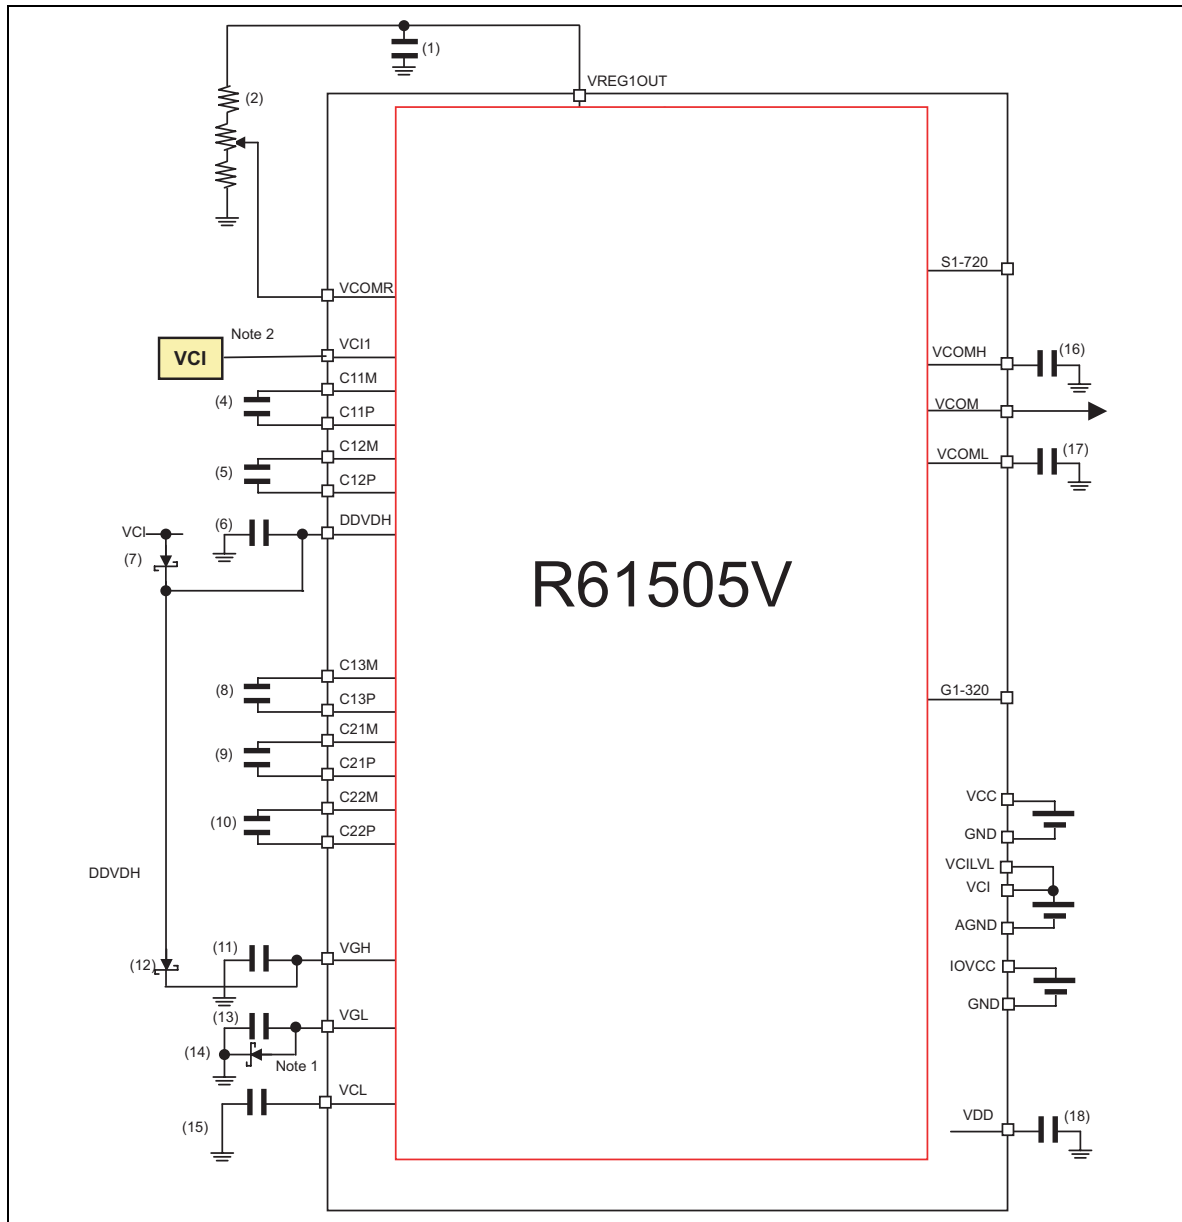 (1)
VREG1OUT
(2)
S1-720
VCOMR
Note 2
VCI
VCI1
VCOMH
(16)
C11M
(4)
C11P
VCOM
C12M
VCOML
(17)
(5)
C12P
(6)
DDVDH
VCI
(7)
R61505V
C13M
(8)
C13P
G1-320
C21M
(9)
C21P
C22M
VCC
(10)
C22P
GND
VCILVL
DDVDH
VCI
AGND
(11)
VGH
(12)
IOVCC
GND
(13)
VGL
(14)
Note 1
VCL
(15)
VDD
(18)